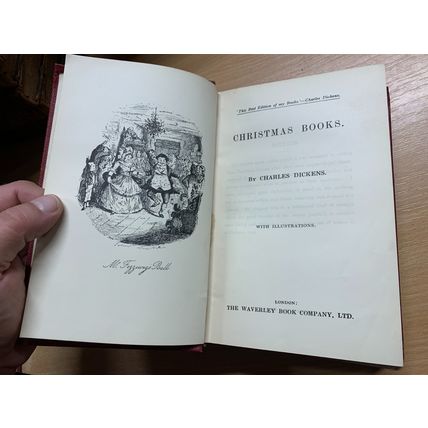 Mr. Fezziwig's Ball
"This Best Edition of my Books."—Charles Dickens.
CHRISTMAS BOOKS.
By CHARLES DICKENS.
WITH ILLUSTRATIONS.
LONDON:
THE WAVERLEY BOOK COMPANY, LTD.